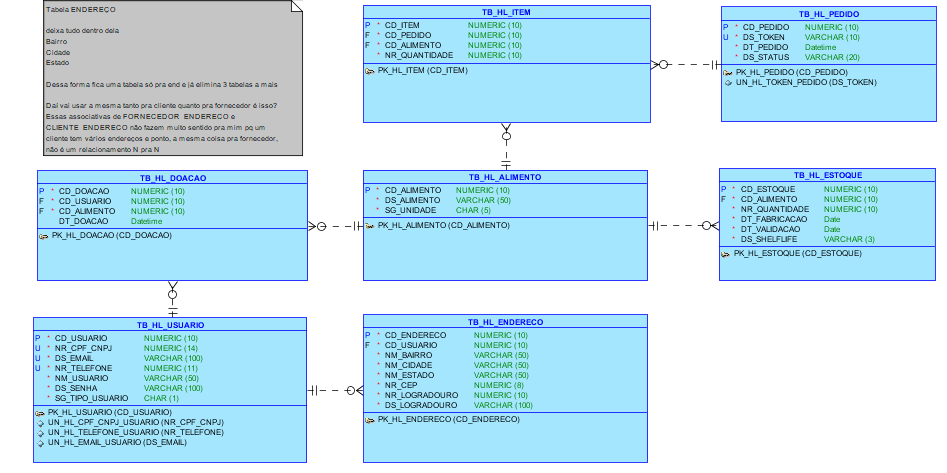 Tabela ENDEREÇO
deixa tudo dentro dela
Bairro
Cidade
Estado
Dessa forma fica uma tabela só pra end e já elimina 3 tabelas a mais
Daí vai usar a mesma tanto pra cliente quanto pra fornecedor é isso?
Essas associativas de FORNECEDOR_ENDERECO e
CLIENTE_ENDERECO não fazem muito sentido pra mim pq um
cliente tem vários endereços e ponto, a mesma coisa pra fornecedor,
não é um relacionamento N pra N
TB_HL_ITEM
P * CD_ITEM NUMERIC (10)
F * CD_PEDIDO NUMERIC (10)
F * CD_ALIMENTO NUMERIC (10)
* NR_QUANTIDADE NUMERIC (10)
PK_HL_ITEM (CD_ITEM)
TB_HL_PEDIDO
P * CD_PEDIDO NUMERIC (10)
U * DS_TOKEN VARCHAR (10)
* DT_PEDIDO Datetime
* DS_STATUS VARCHAR (20)
PK_HL_PEDIDO (CD_PEDIDO)
UN_HL_TOKEN_PEDIDO (DS_TOKEN)
TB_HL_DOACAO
P * CD_DOACAO NUMERIC (10)
F * CD_USUARIO NUMERIC (10)
F * CD_ALIMENTO NUMERIC (10)
DT_DOACAO Datetime
PK_HL_DOACAO (CD_DOACAO)
TB_HL_ALIMENTO
P * CD_ALIMENTO NUMERIC (10)
* DS_ALIMENTO VARCHAR (50)
* SG_UNIDADE CHAR (5)
PK_HL_ALIMENTO (CD_ALIMENTO)
TB_HL_ESTOQUE
P * CD_ESTOQUE NUMERIC (10)
F * CD_ALIMENTO NUMERIC (10)
* NR_QUANTIDADE NUMERIC (10)
* DT_FABRICACAO Date
* DT_VALIDACAO Date
* DS_SHELFLIFE VARCHAR (3)
PK_HL_ESTOQUE (CD_ESTOQUE)
TB_HL_USUARIO
P * CD_USUARIO NUMERIC (10)
U * NR_CPF_CNPJ NUMERIC (14)
U * DS_EMAIL VARCHAR (100)
U * NR_TELEFONE NUMERIC (11)
* NM_USUARIO VARCHAR (50)
* DS_SENHA VARCHAR (100)
* SG_TIPO_USUARIO CHAR (1)
PK_HL_USUARIO (CD_USUARIO)
UN_HL_CPF_CNPJ_USUARIO (NR_CPF_CNPJ)
UN_HL_TELEFONE_USUARIO (NR_TELEFONE)
UN_HL_EMAIL_USUARIO (DS_EMAIL)
TB_HL_ENDERECO
P * CD_ENDERECO NUMERIC (10)
F * CD_USUARIO NUMERIC (10)
* NM_BAIRRO VARCHAR (50)
* NM_CIDADE VARCHAR (50)
* NM_ESTADO VARCHAR (50)
* NR_CEP NUMERIC (8)
* NR_LOGRADOURO NUMERIC (10)
* DS_LOGRADOURO VARCHAR (100)
PK_HL_ENDERECO (CD_ENDERECO)